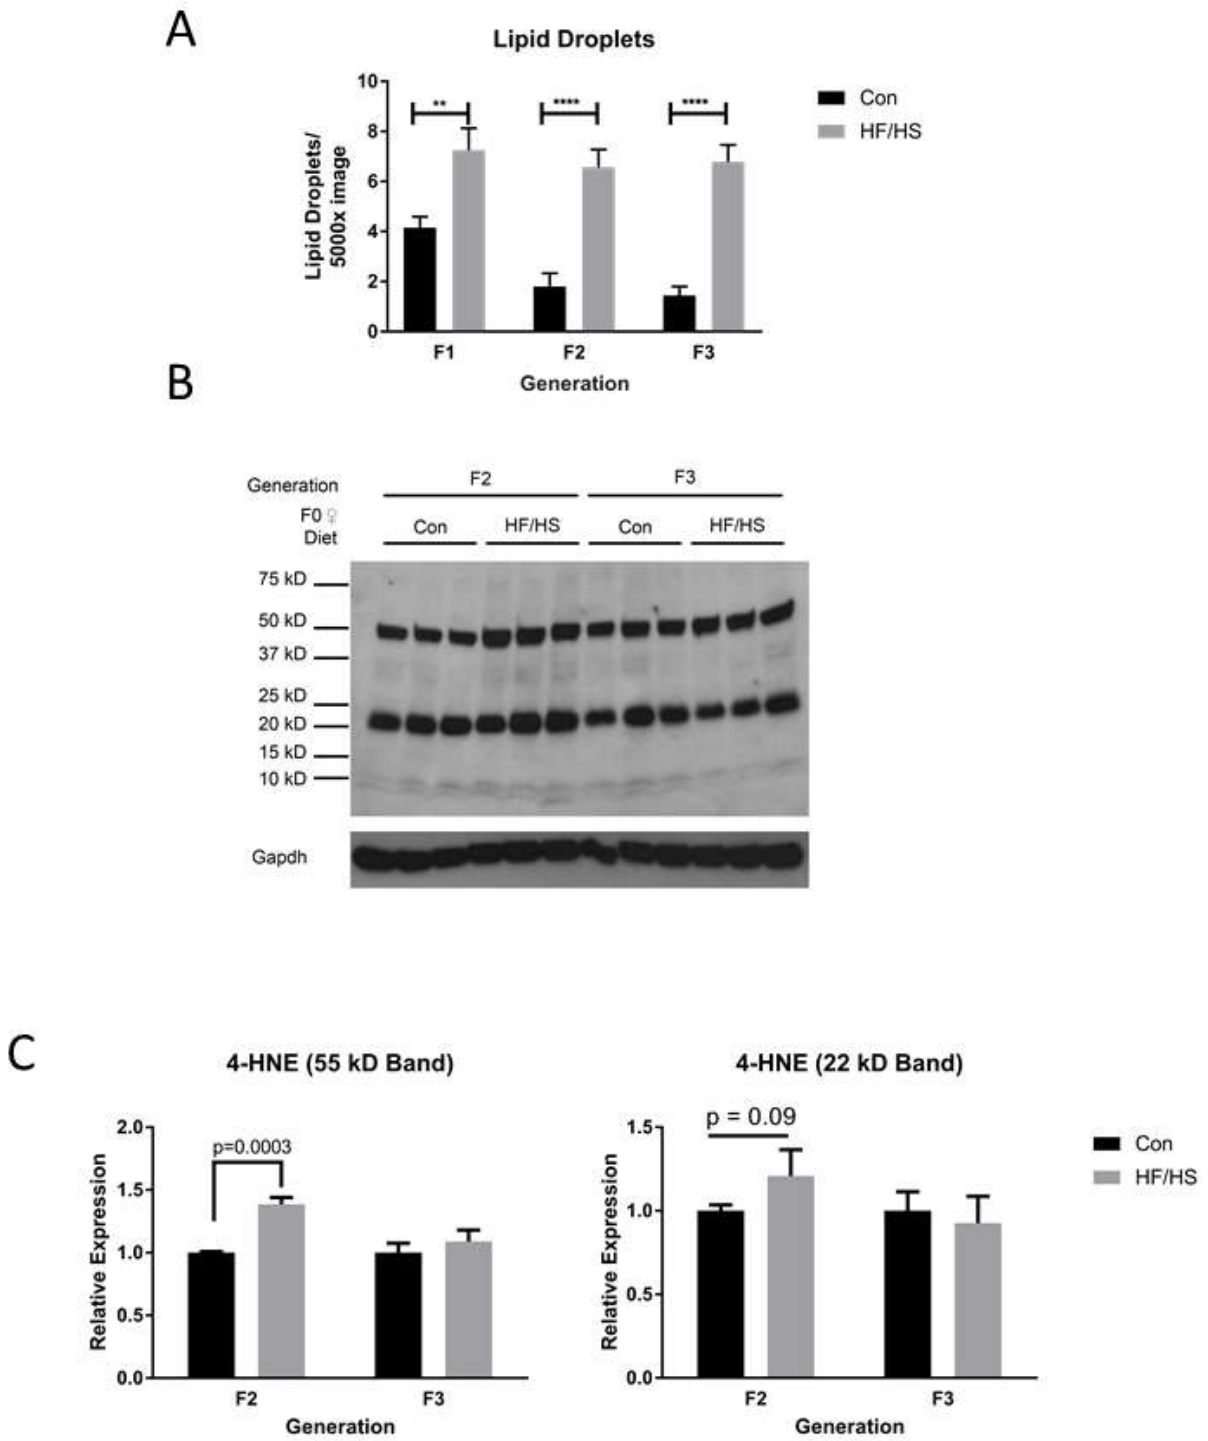 A
Lipid Droplets
Lipid Droplets/
5000x image
10
8
6
4
2
0
**
****
****
F1
F2
F3
Generation
Con
HF/HS
B
Generation
F2
F3
F0 ♀
Diet
Con
HF/HS
Con
HF/HS
75 kD
50 kD
37 kD
25 kD
20 kD
15 kD
10 kD
Gapdh
C
4-HNE (55 kD Band)
Relative Expression
2.0
1.5
1.0
0.5
0.0
p=0.0003
F2
F3
Generation
4-HNE (22 kD Band)
Relative Expression
1.5
1.0
0.5
0.0
p = 0.09
F2
F3
Generation
Con
HF/HS